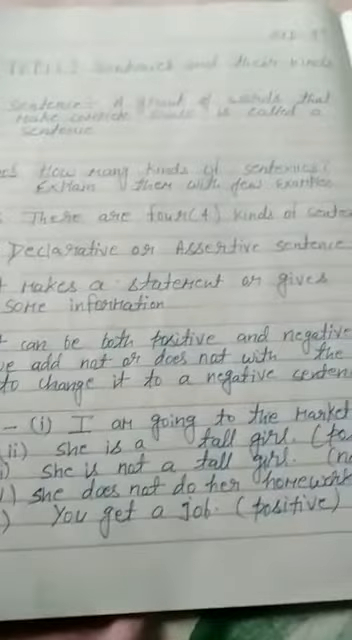 TOPIC: Sentences and their kinds
Sentence: A group of words that
make complete sense is called a
sentence
How many kinds of sentences?
Explain them with few examples
There are four(4) kinds of
Declarative or Assertive sentence
makes a statement or gives
some information
can be both positive and negative
add not or does not with the
to change it to a negative
(i) I am going to the market
ii) she is a tall girl.
) she is not a tall girl.
) she does not do her homework
) You get a job. (positive)